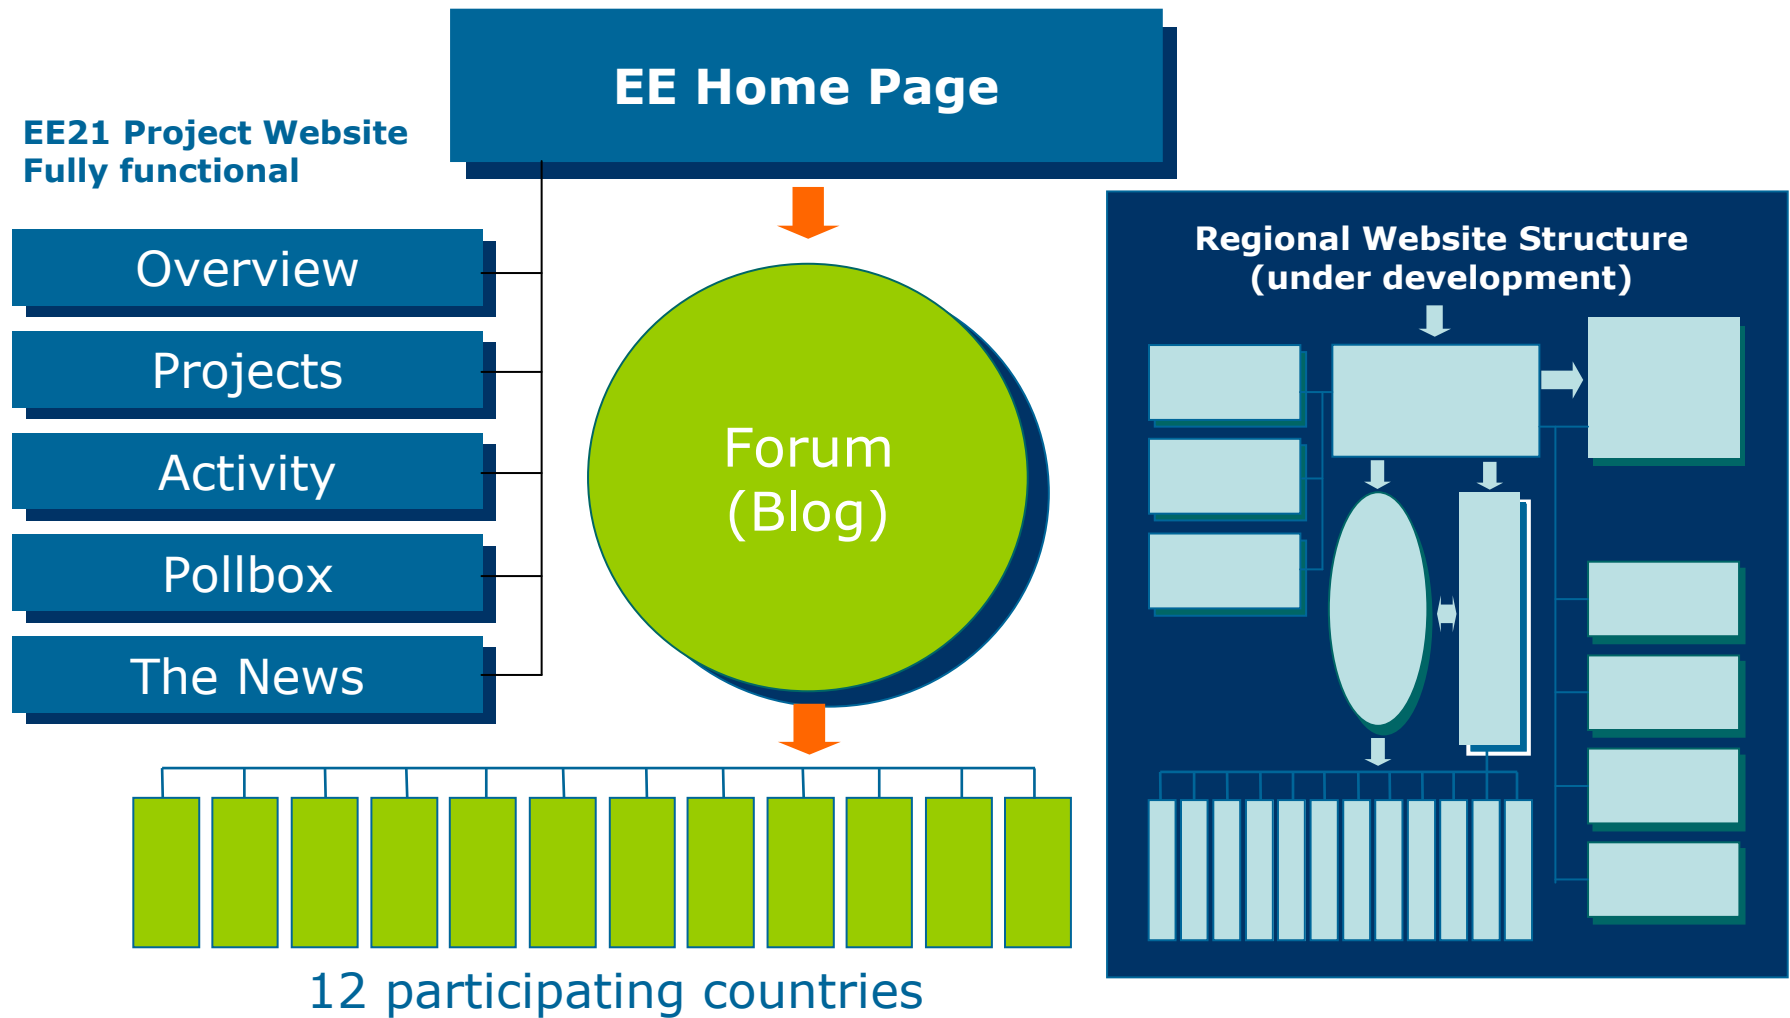 EE Home Page
EE21 Project Website
Fully functional
Overview
Projects
Activity
Pollbox
The News
Forum
(Blog)
12 participating countries
Regional Website Structure
(under development)